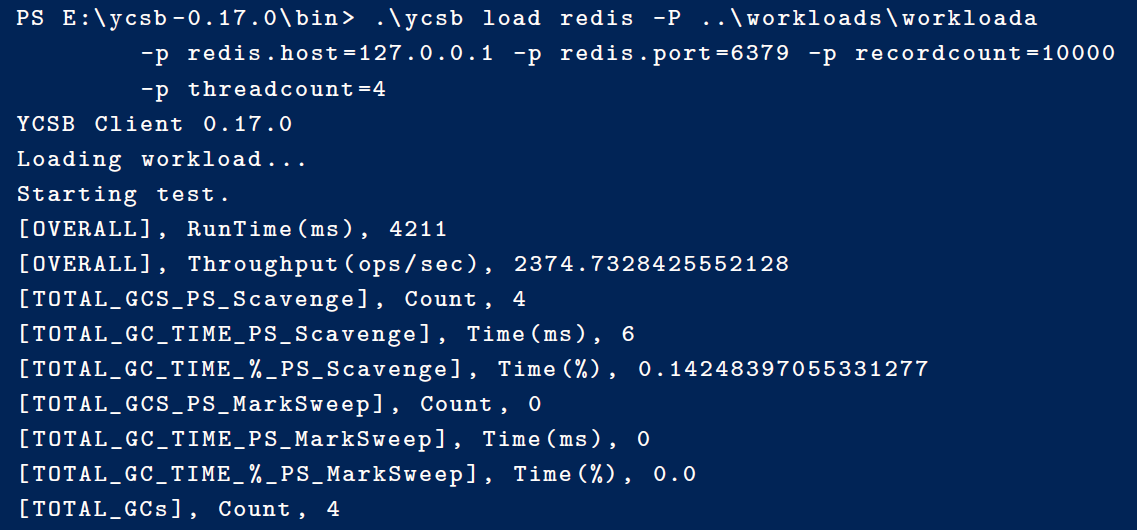 PS E:\ycsb-0.17.0\bin> .\ycsb load redis -P ..\workloads\workloada
-p redis.host=127.0.0.1 -p redis.port=6379 -p recordcount=10000
-p threadcount=4
YCSB Client 0.17.0
Loading workload...
Starting test.
[OVERALL], RunTime(ms), 4211
[OVERALL], Throughput(ops/sec), 2374.7328425552128
[TOTAL_GCS_PS_Scavenge], Count, 4
[TOTAL_GC_TIME_PS_Scavenge], Time(ms), 6
[TOTAL_GC_TIME_%_PS_Scavenge], Time(%), 0.14248397055331277
[TOTAL_GCS_PS_MarkSweep], Count, 0
[TOTAL_GC_TIME_PS_MarkSweep], Time(ms), 0
[TOTAL_GC_TIME_%_PS_MarkSweep], Time(%), 0.0
[TOTAL_GCs], Count, 4